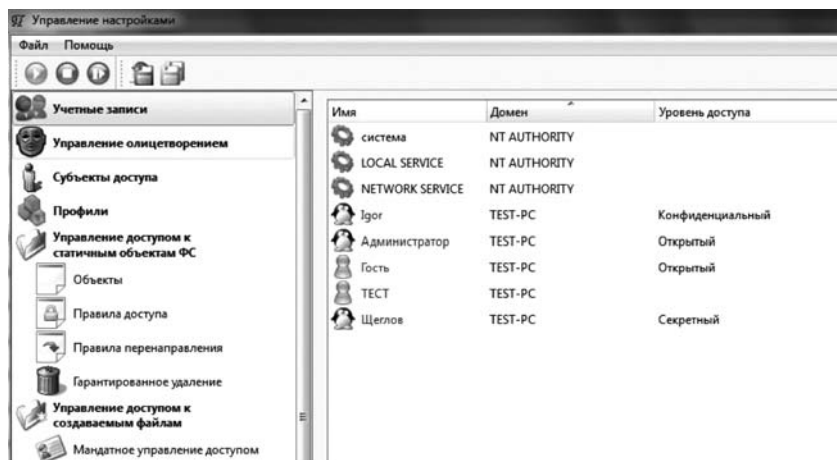 Управление настройками
Файл Помощь
Учетные записи
Управление олицетворением
Субъекты доступа
Профили
Управление доступом к
статичным объектам ФС
Объекты
Правила доступа
Правила перенаправления
Гарантированное удаление
Управление доступом к
создаваемым файлам
Мандатное управление доступом
Имя Домен Уровень доступа
система NT AUTHORITY
LOCAL SERVICE NT AUTHORITY
NETWORK SERVICE NT AUTHORITY
Igor TEST-PC Конфиденциальный
Администратор TEST-PC Открытый
Гость TEST-PC Открытый
ТЕСТ TEST-PC
Щеглов TEST-PC Секретный